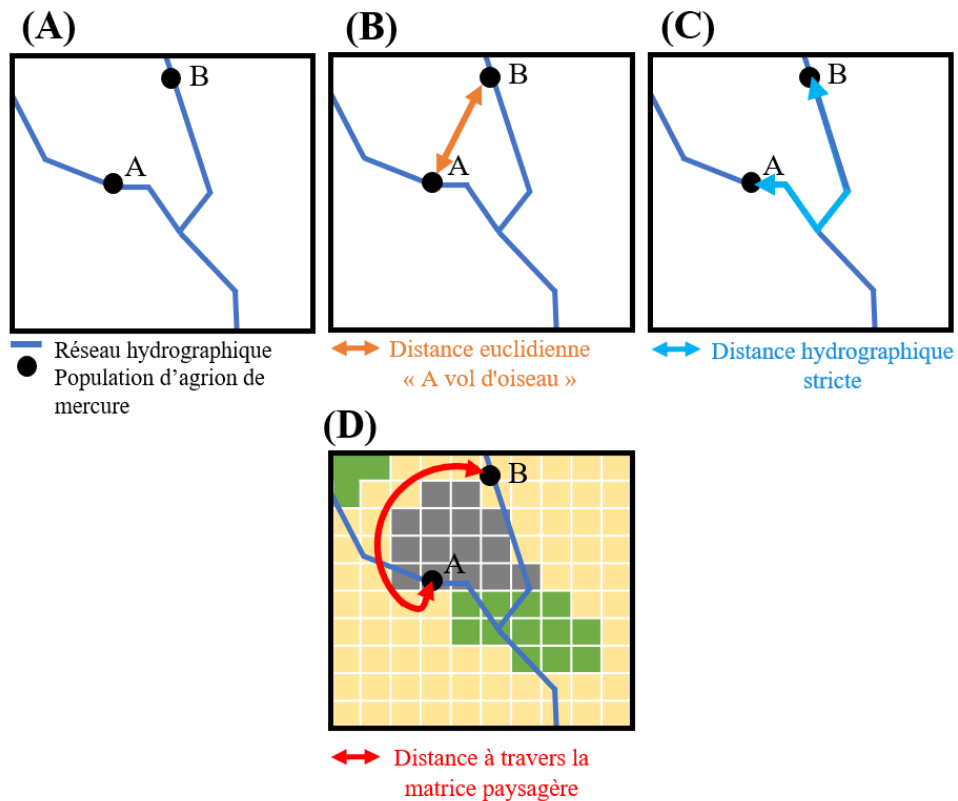 (A)
B
A
Réseau hydrographique
Population d'agrion de
mercure
(B)
B
A
Distance euclidienne
« A vol d'oiseau »
(C)
B
A
Distance hydrographique
stricte
(D)
B
A
Distance à travers la
matrice paysagère